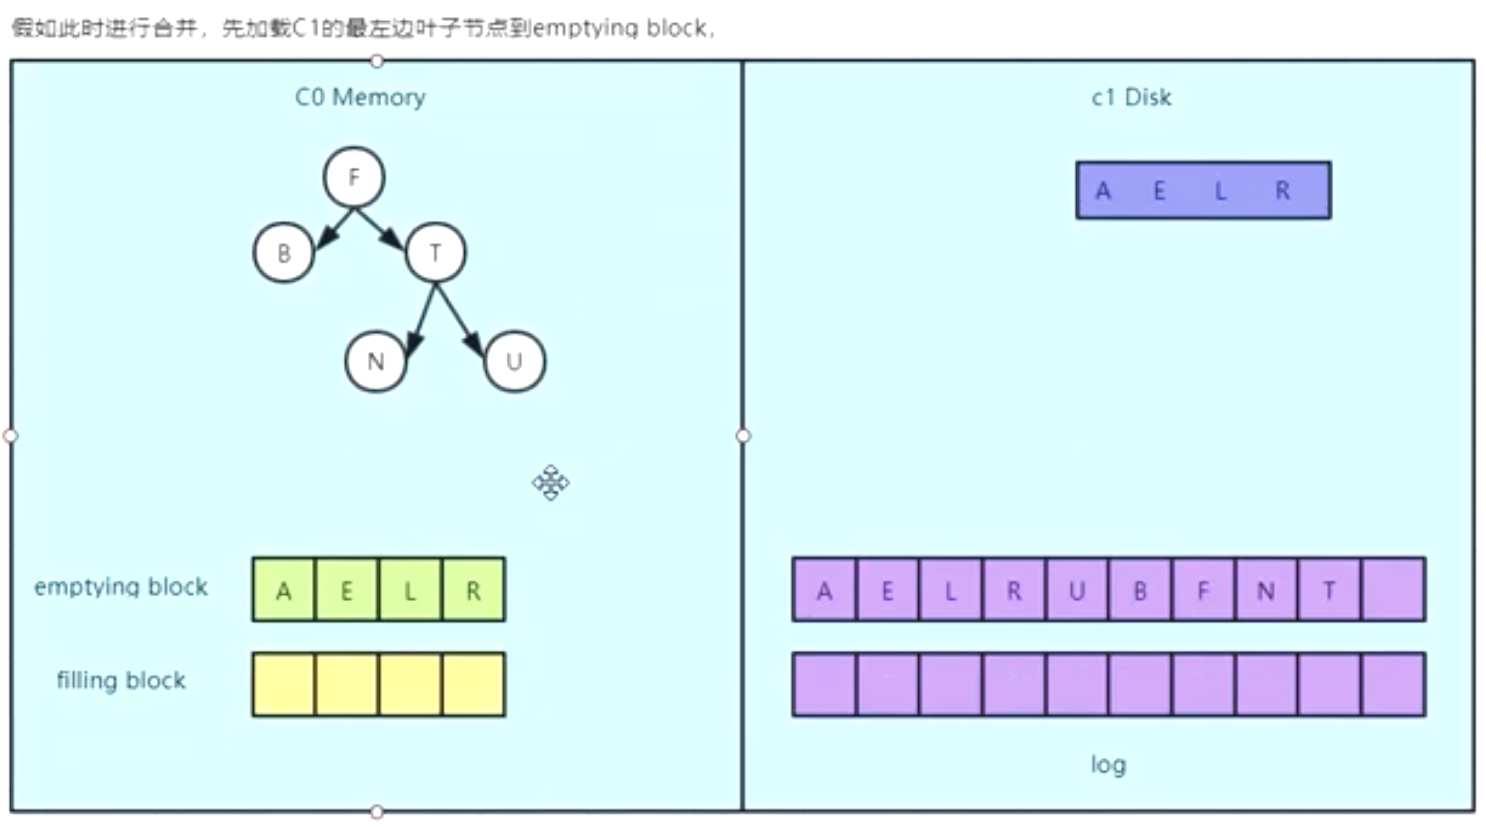 假如此时进行合并，先加载C1的最左边叶子节点到emptying block，
C0 Memory
F
B T
N U
emptying block A E L R
filling block
c1 Disk
A E L R
A E L R U B F N T
log